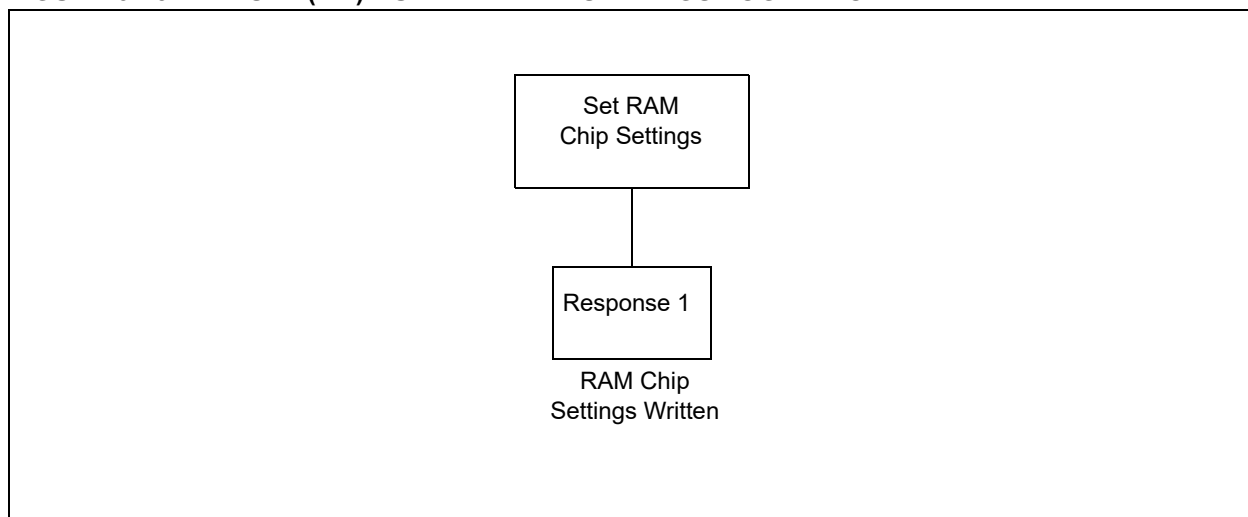 Set RAM
Chip Settings
Response 1
RAM Chip
Settings Written